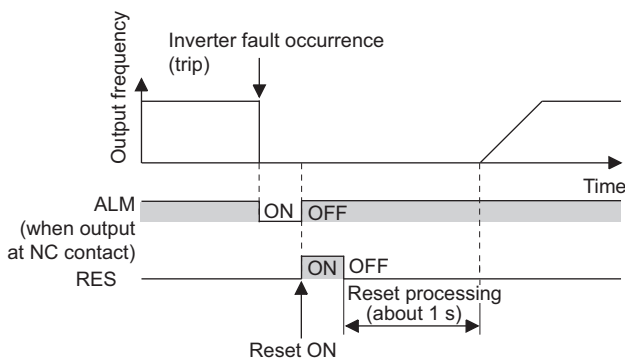 Inverter fault occurrence
(trip)
Output frequency
Time
ALM
(when output
at NC contact)
ON OFF
RES
ON OFF
Reset processing
(about 1 s)
Reset ON